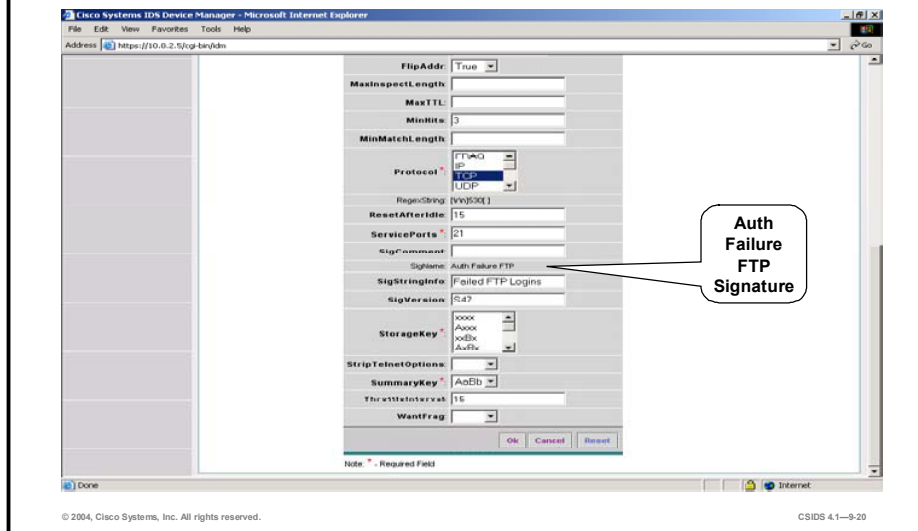 Cisco Systems IDS Device Manager - Microsoft Internet Explorer
File Edit View Favorites Tools Help
Address https://10.0.2.5/cgi-bin/idm Go
FlipAddr: True
MaxInspectLength:
MaxTTL:
MinHits: 3
MinMatchLength:
Protocol *:
IP
TCP
UDP
RegexString: [\r\n]530[ ]
ResetAfterIdle: 15
ServicePorts *: 21
SigComment:
SigName: Auth Failure FTP
SigStringInfo: Failed FTP Logins
SigVersion: S47
StorageKey *:
xxxx
Axxx
xxBx
AxBx
StripTelnetOptions:
SummaryKey *: AaBb
ThrottleInterval: 15
WantFrag:
Ok Cancel Reset
Note: * - Required Field
Auth
Failure
FTP
Signature
Done Internet
© 2004, Cisco Systems, Inc. All rights reserved. CSIDS 4.1—9-20